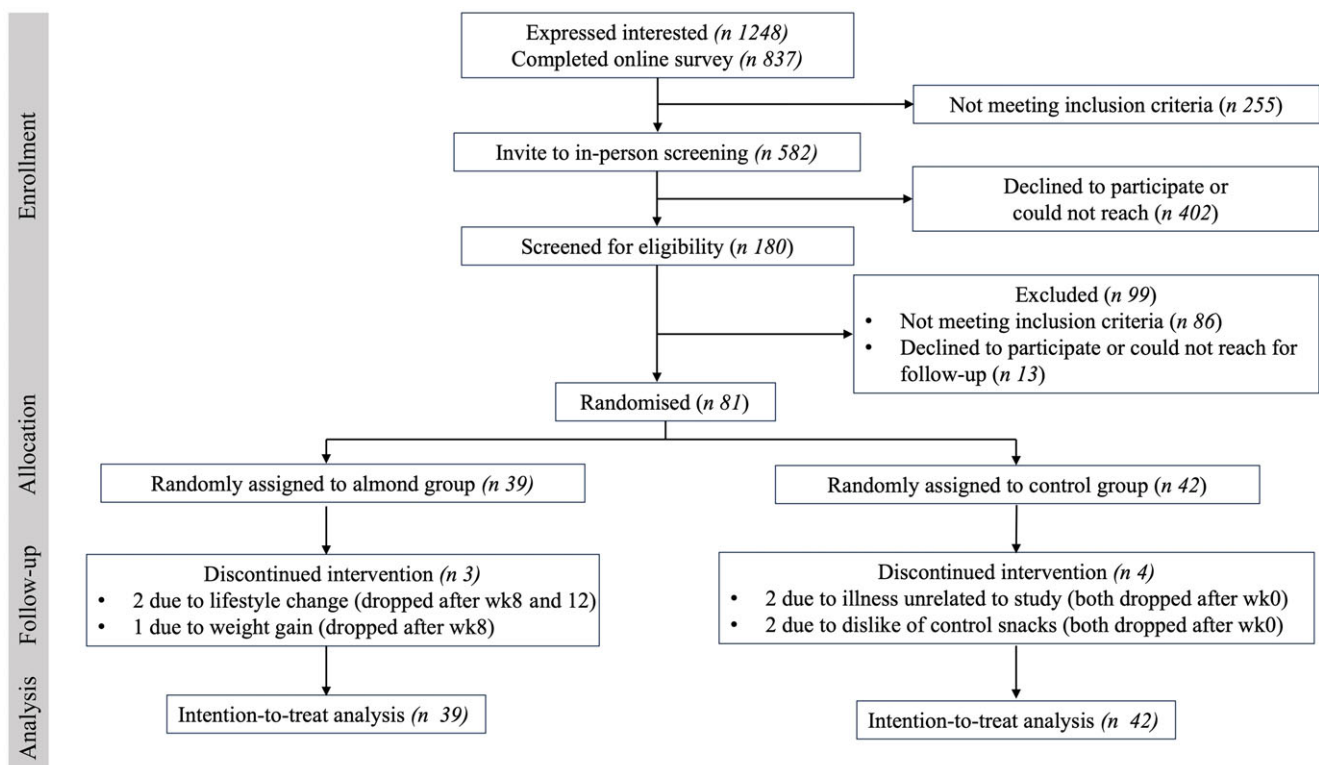 Enrollment
Expressed interested (n 1248)
Completed online survey (n 837)
Not meeting inclusion criteria (n 255)
Invite to in-person screening (n 582)
Declined to participate or
could not reach (n 402)
Screened for eligibility (n 180)
Excluded (n 99)
• Not meeting inclusion criteria (n 86)
• Declined to participate or could not reach for
follow-up (n 13)
Allocation
Randomised (n 81)
Randomly assigned to almond group (n 39)
Randomly assigned to control group (n 42)
Follow-up
Discontinued intervention (n 3)
• 2 due to lifestyle change (dropped after wk8 and 12)
• 1 due to weight gain (dropped after wk8)
Discontinued intervention (n 4)
• 2 due to illness unrelated to study (both dropped after wk0)
• 2 due to dislike of control snacks (both dropped after wk0)
Analysis
Intention-to-treat analysis (n 39)
Intention-to-treat analysis (n 42)